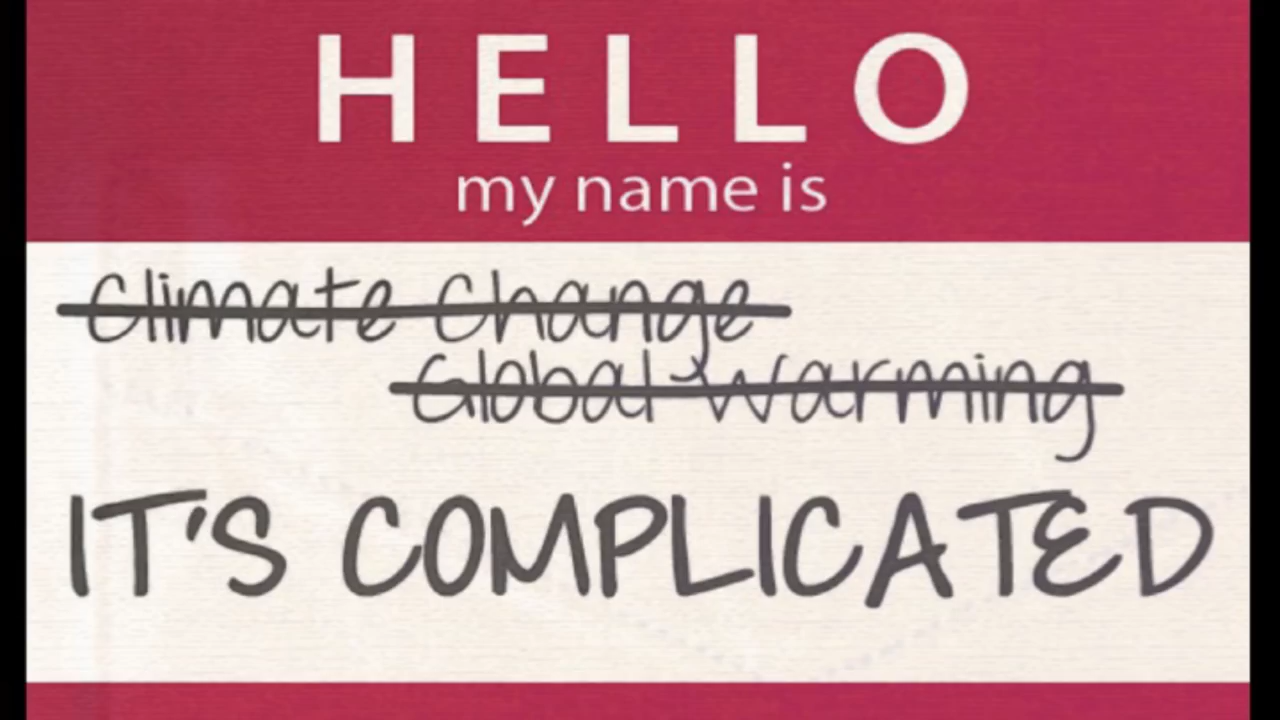 HELLO
my name is
Climate Change
Global Warming
IT'S COMPLICATED